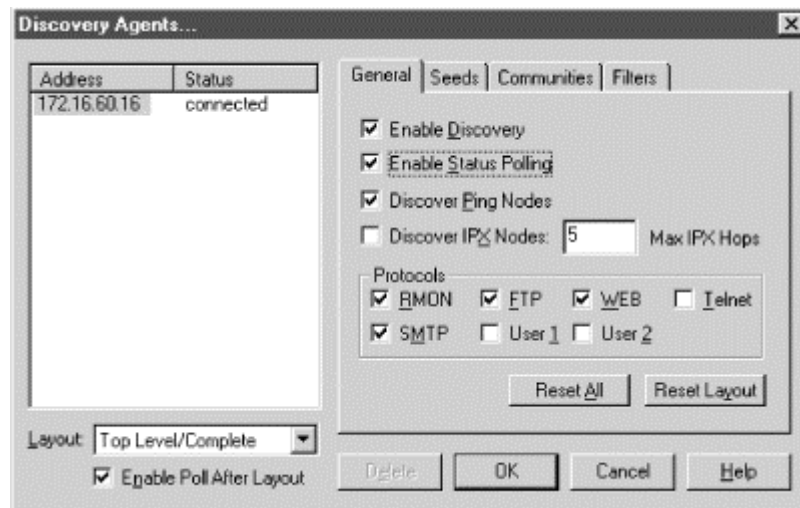 Discovery Agents...
Address Status
172.16.60.16 connected
General Seeds Communities Filters
Enable Discovery
Enable Status Polling
Discover Ping Nodes
Discover IPX Nodes: 5 Max IPX Hops
Protocols
RMON FTP WEB Telnet
SMTP User 1 User 2
Reset All Reset Layout
Layout: Top Level/Complete
Enable Poll After Layout
Delete OK Cancel Help